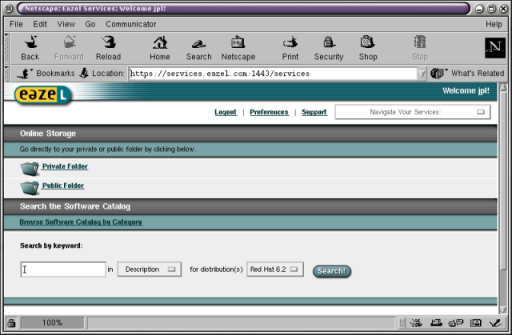 Netscape: Eazel Services: Welcome jpl!
File Edit View Go Communicator Help
Back Forward Reload Home Search Netscape Print Security Shop Stop
N
Bookmarks Location: https://services.eazel.com:1443/services What's Related
eazel Welcome jpl!
Logout | Preferences | Support Navigate Your Services:
Online Storage
Go directly to your private or public folder by clicking below.
Private Folder
Public Folder
Search the Software Catalog
Browse Software Catalog by Category
Search by keyword:
in Description for distribution(s) Red Hat 6.2 Search!
100%